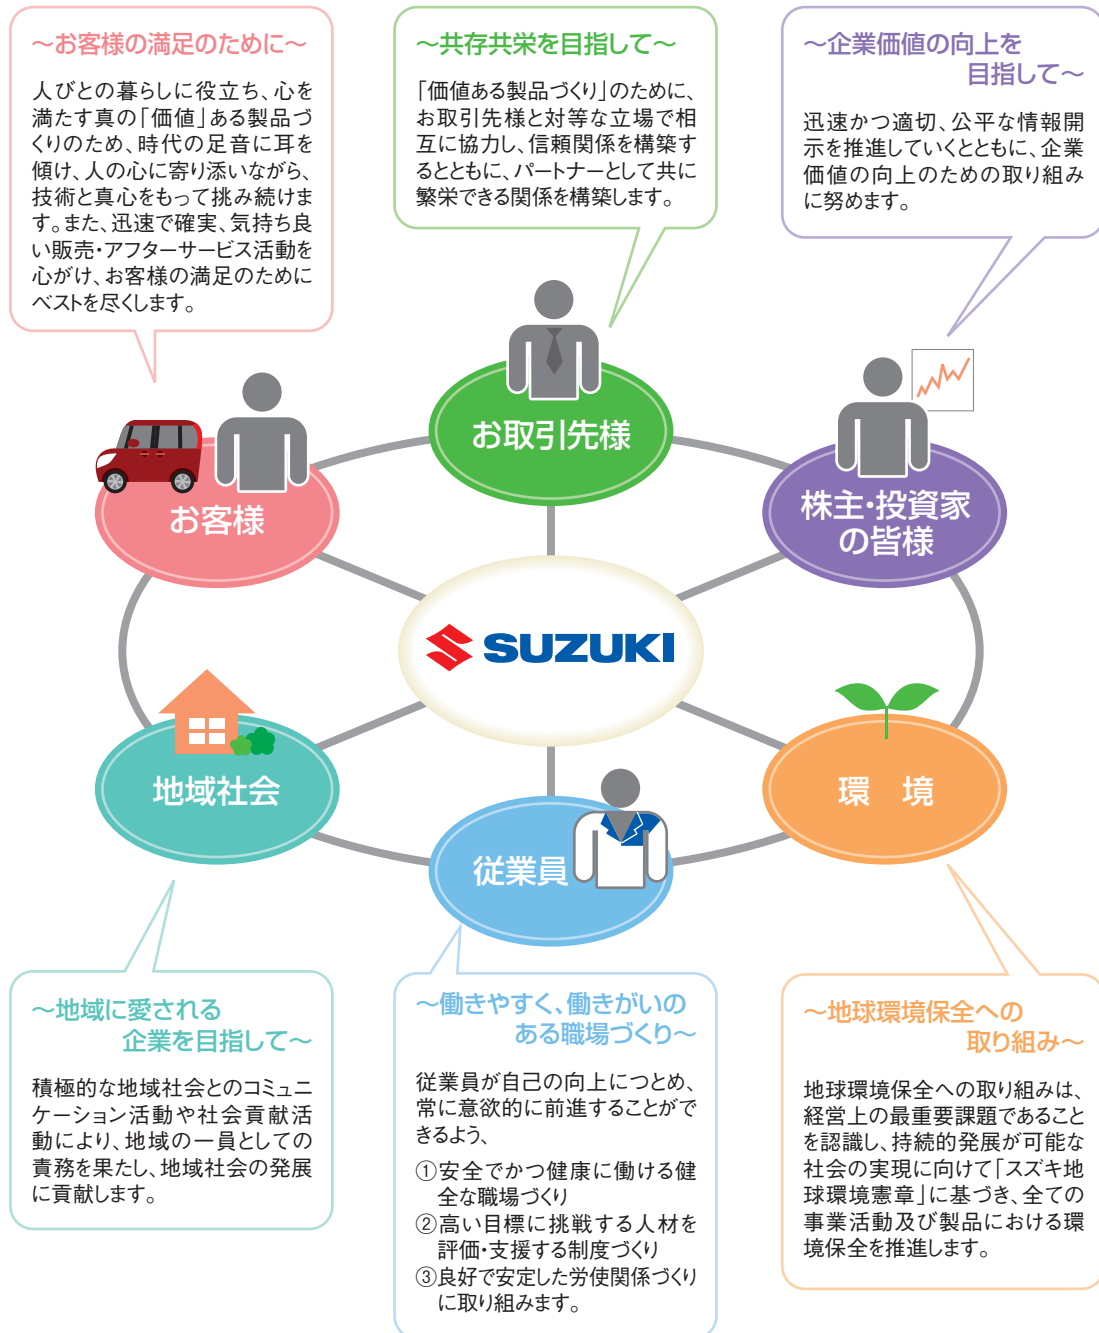 ～お客様の満足のために～
人びとの暮らしに役立ち、心を
満たす真の「価値」ある製品づ
くりのため、時代の足音に耳を
傾け、人の心に寄り添いながら、
技術と真心をもって挑み続けま
す。また、迅速で確実、気持ち良
い販売・アフターサービス活動を
心がけ、お客様の満足のために
ベストを尽くします。
～共存共栄を目指して～
「価値ある製品づくり」のために、
お取引先様と対等な立場で相
互に協力し、信頼関係を構築す
るとともに、パートナーとして共に
繁栄できる関係を構築します。
～企業価値の向上を
目指して～
迅速かつ適切、公平な情報開
示を推進していくとともに、企業
価値の向上のための取り組み
に努めます。
お取引先様
お客様
株主・投資家
の皆様
SUZUKI
地域社会
環　境
従業員
～地域に愛される
企業を目指して～
積極的な地域社会とのコミュニ
ケーション活動や社会貢献活
動により、地域の一員としての
責務を果たし、地域社会の発展
に貢献します。
～働きやすく、働きがいの
ある職場づくり～
従業員が自己の向上につとめ、
常に意欲的に前進することがで
きるよう、
①安全でかつ健康に働ける健
全な職場づくり
②高い目標に挑戦する人材を
評価・支援する制度づくり
③良好で安定した労使関係づくり
に取り組みます。
～地球環境保全への
取り組み～
地球環境保全への取り組みは、
経営上の最重要課題であること
を認識し、持続的発展が可能な
社会の実現に向けて「スズキ地
球環境憲章」に基づき、全ての
事業活動及び製品における環
境保全を推進します。